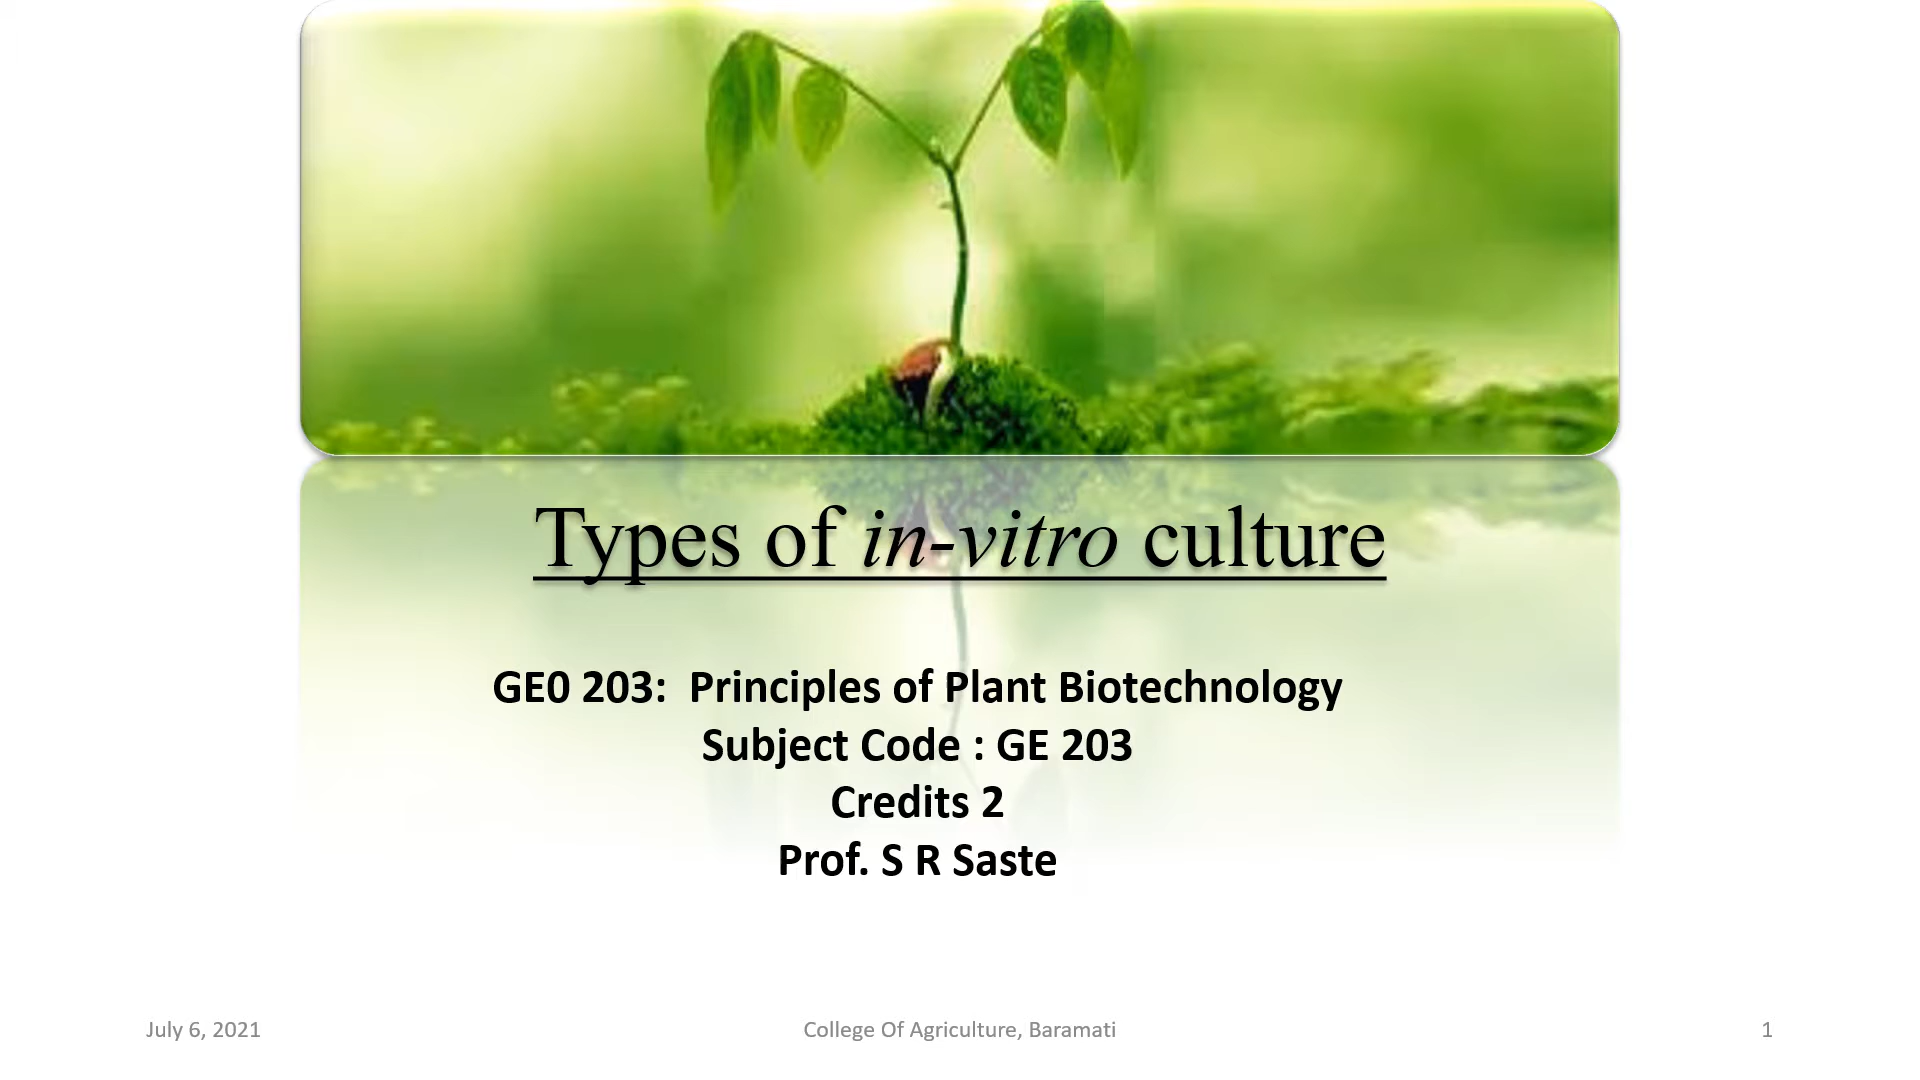 Types of in-vitro culture
GE0 203:  Principles of Plant Biotechnology
Subject Code : GE 203
Credits 2
Prof. S R Saste
July 6, 2021
College Of Agriculture, Baramati
1